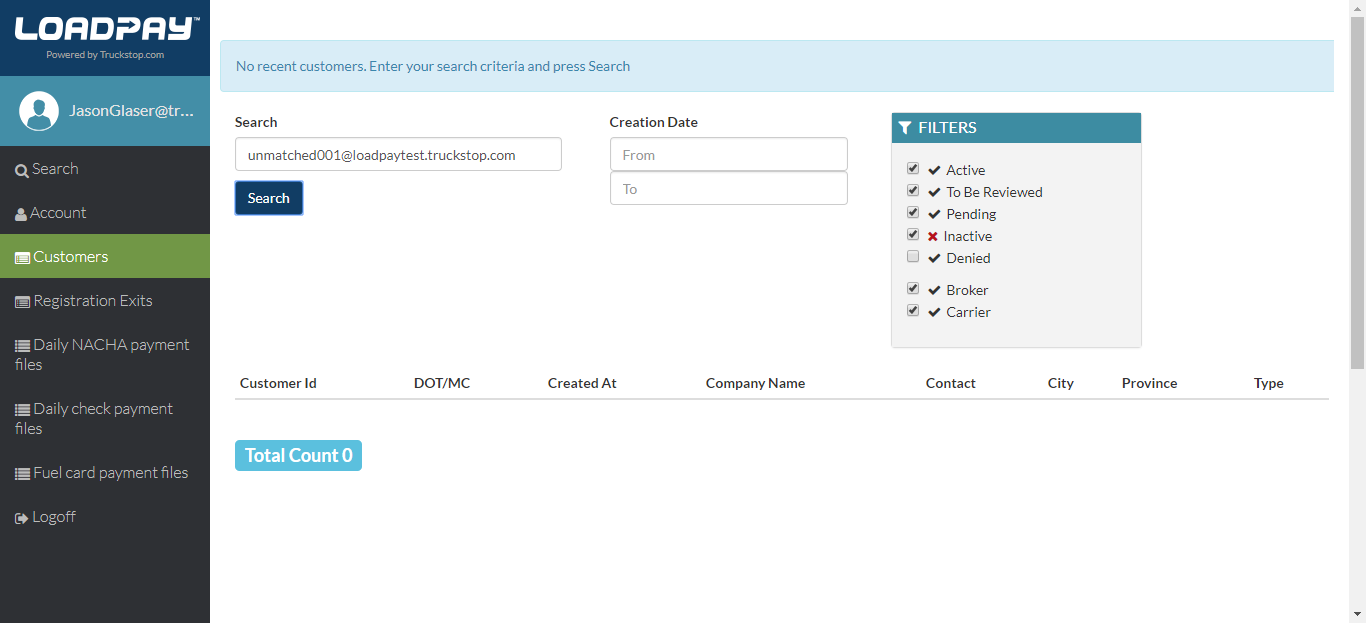 LOADPAY™
Powered by Truckstop.com
JasonGlaser@tr...
Search
Account
Customers
Registration Exits
Daily NACHA payment
files
Daily check payment
files
Fuel card payment files
Logoff
No recent customers. Enter your search criteria and press Search
Search
unmatched001@loadpaytest.truckstop.com
Search
Creation Date
From
To
FILTERS
Active
To Be Reviewed
Pending
Inactive
Denied
Broker
Carrier
Customer Id DOT/MC Created At Company Name Contact City Province Type
Total Count 0